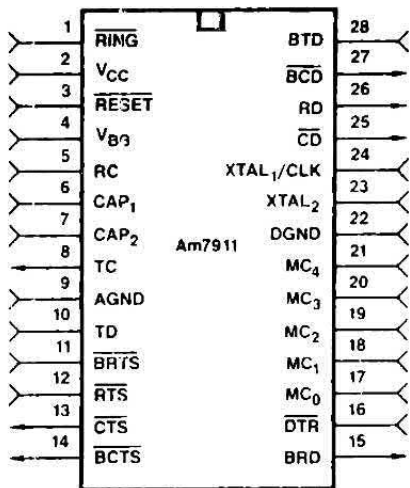 1 RING BTD 28
2 VCC BCD 27
3 RESET RD 26
4 VBB CD 25
5 RC XTAL1/CLK 24
6 CAP1 XTAL2 23
7 CAP2 DGND 22
Am7911
8 TC MC4 21
9 AGND MC3 20
10 TD MC2 19
11 BRTS MC1 18
12 RTS MC0 17
13 CTS DTR 16
14 BCTS BRD 15